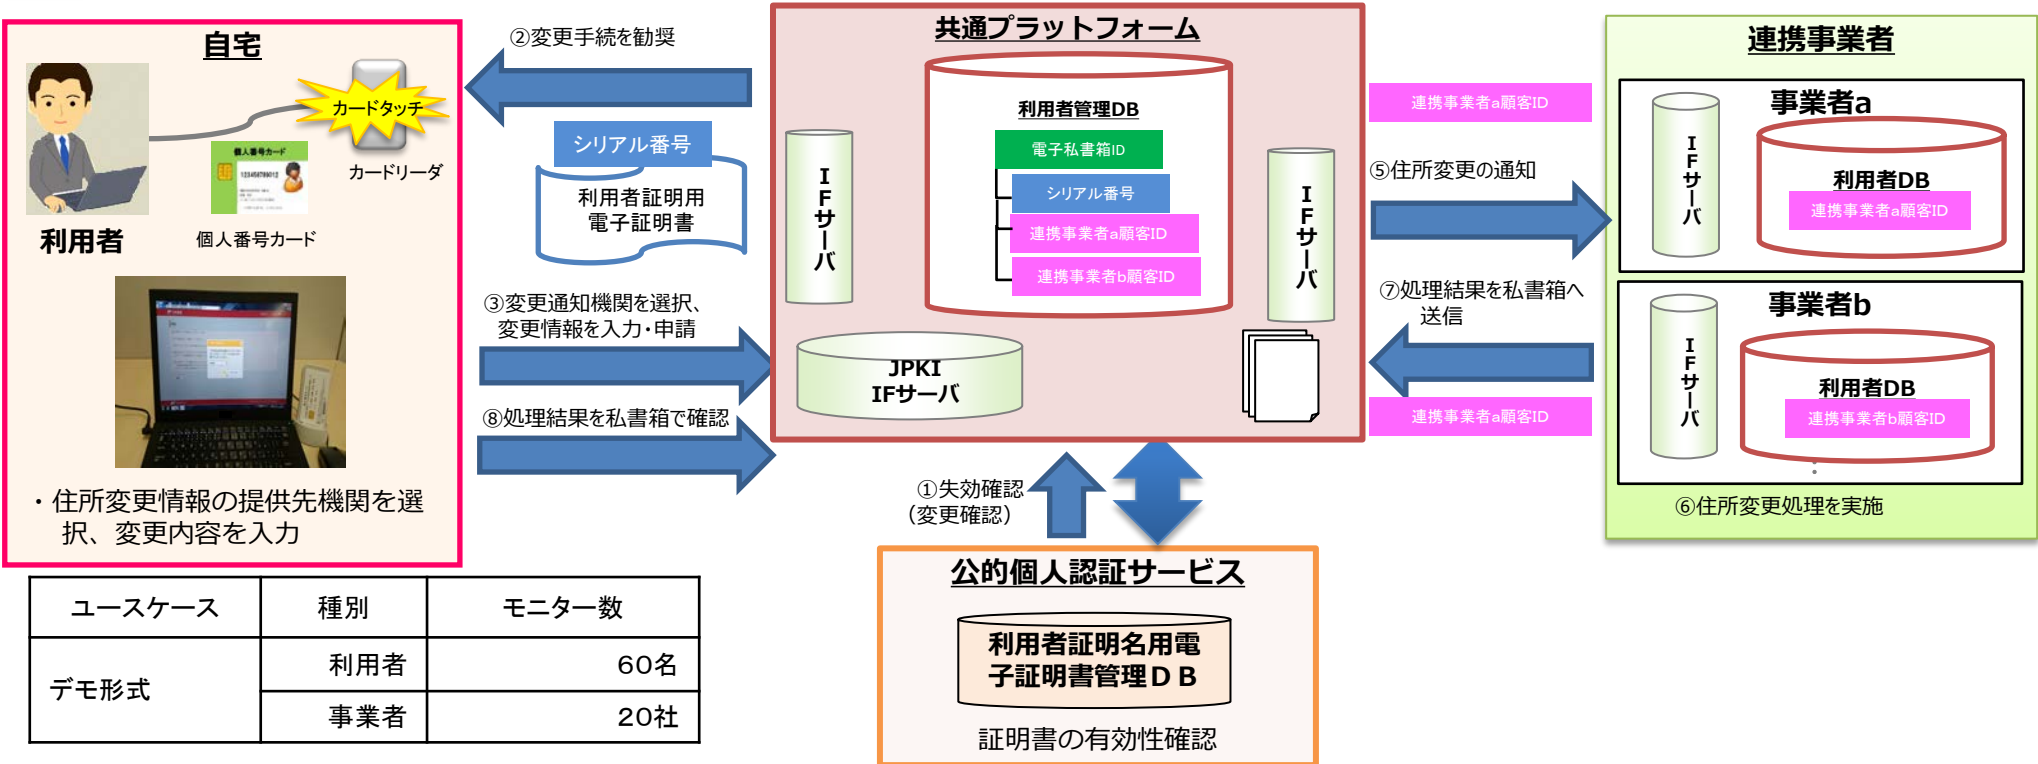 自宅
カードタッチ
カードリーダ
個人番号カード
123456789012
利用者
個人番号カード
・住所変更情報の提供先機関を選
択、変更内容を入力
②変更手続を勧奨
シリアル番号
利用者証明用
電子証明書
③変更通知機関を選択、
変更情報を入力・申請
⑧処理結果を私書箱で確認
共通プラットフォーム
利用者管理DB
電子私書箱ID
シリアル番号
連携事業者a顧客ID
連携事業者b顧客ID
IFサーバ
IFサーバ
JPKI
IFサーバ
①失効確認
（変更確認）
公的個人認証サービス
利用者証明名用電
子証明書管理ＤＢ
証明書の有効性確認
連携事業者a顧客ID
⑤住所変更の通知
⑦処理結果を私書箱へ
送信
連携事業者a顧客ID
連携事業者
事業者a
IFサーバ
利用者DB
連携事業者a顧客ID
事業者b
IFサーバ
利用者DB
連携事業者b顧客ID
：
⑥住所変更処理を実施
ユースケース 種別 モニター数
デモ形式 利用者 60名
事業者 20社